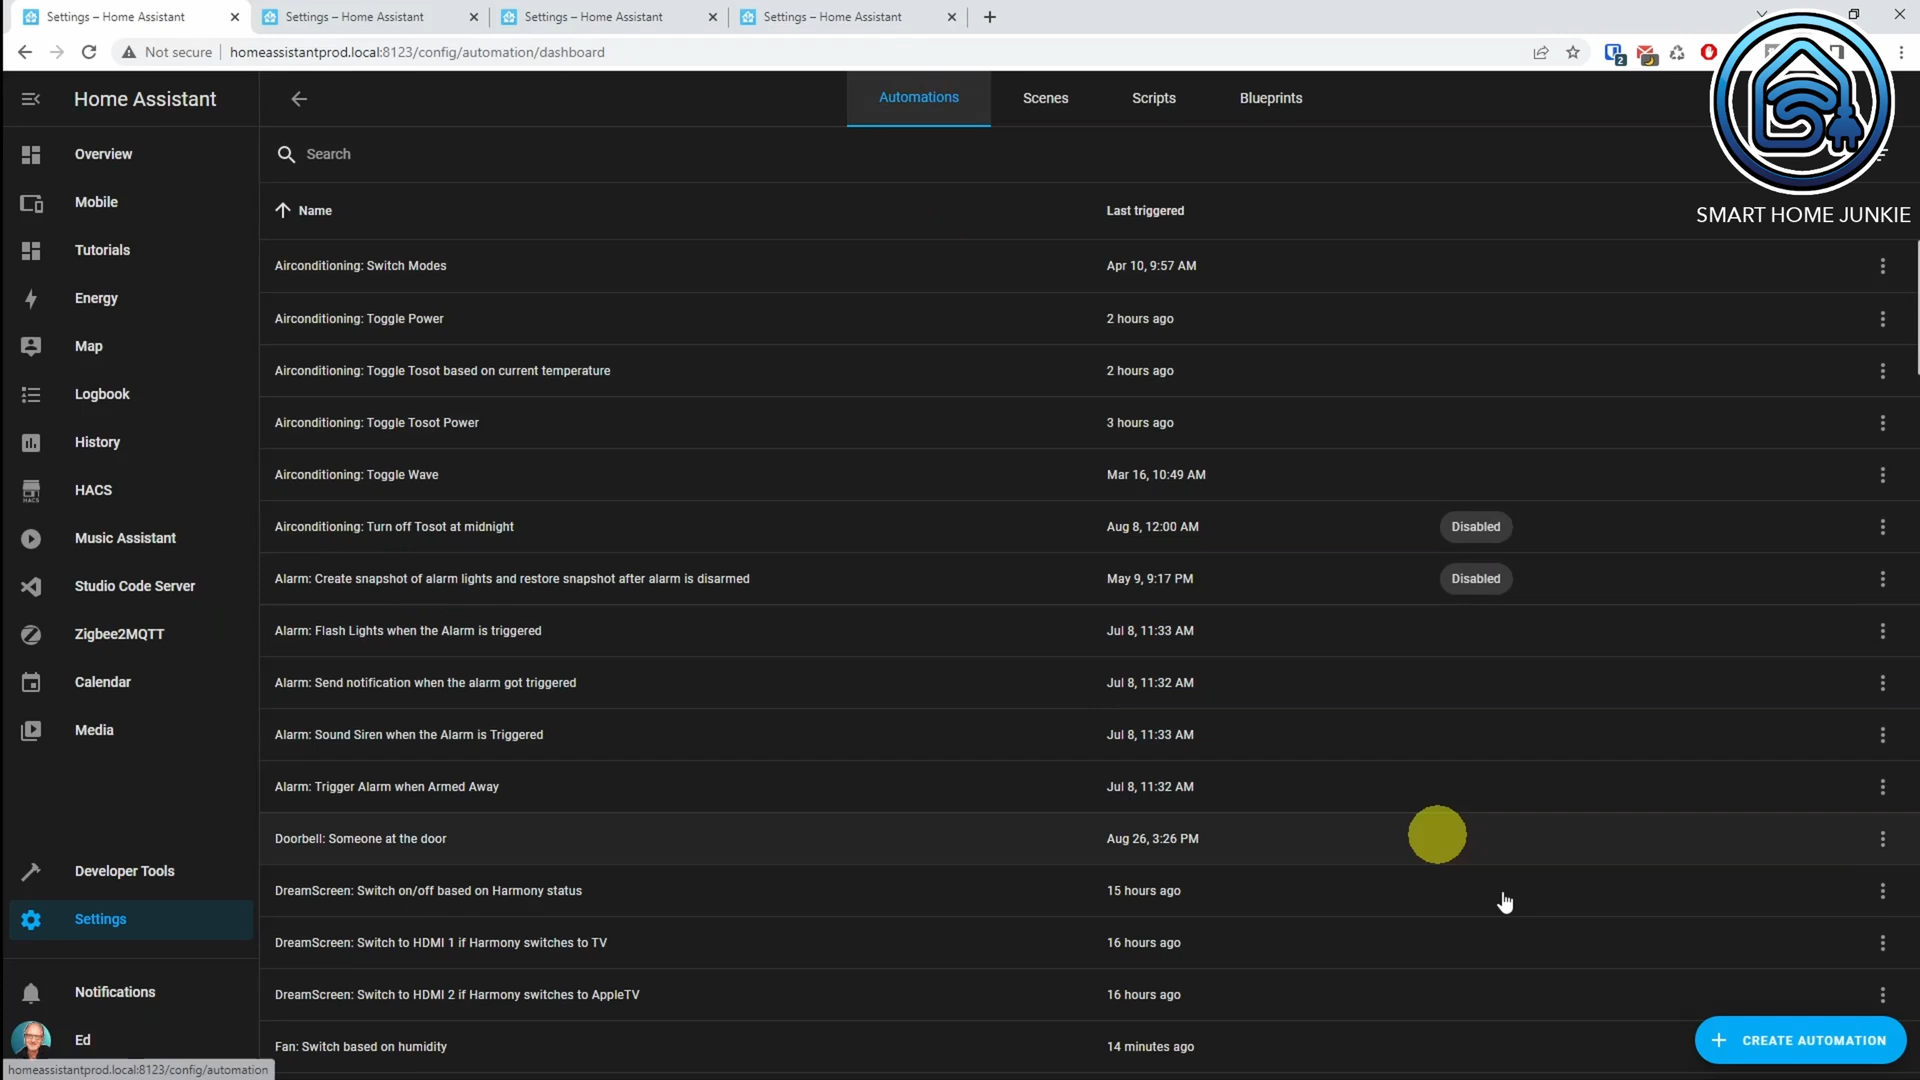 Settings – Home Assistant
Settings – Home Assistant
Settings – Home Assistant
Settings – Home Assistant
Not secure
homeassistantprod.local:8123/config/automation/dashboard
2
Home Assistant
Automations
Scenes
Scripts
Blueprints
SMART HOME JUNKIE
Overview
Mobile
Tutorials
Energy
Map
Logbook
History
HACS
HACS
Music Assistant
Studio Code Server
Zigbee2MQTT
Calendar
Media
Developer Tools
Settings
Notifications
Ed
Search
Name
Last triggered
Airconditioning: Switch Modes
Apr 10, 9:57 AM
Airconditioning: Toggle Power
2 hours ago
Airconditioning: Toggle Tosot based on current temperature
2 hours ago
Airconditioning: Toggle Tosot Power
3 hours ago
Airconditioning: Toggle Wave
Mar 16, 10:49 AM
Airconditioning: Turn off Tosot at midnight
Aug 8, 12:00 AM
Disabled
Alarm: Create snapshot of alarm lights and restore snapshot after alarm is disarmed
May 9, 9:17 PM
Disabled
Alarm: Flash Lights when the Alarm is triggered
Jul 8, 11:33 AM
Alarm: Send notification when the alarm got triggered
Jul 8, 11:32 AM
Alarm: Sound Siren when the Alarm is Triggered
Jul 8, 11:33 AM
Alarm: Trigger Alarm when Armed Away
Jul 8, 11:32 AM
Doorbell: Someone at the door
Aug 26, 3:26 PM
DreamScreen: Switch on/off based on Harmony status
15 hours ago
DreamScreen: Switch to HDMI 1 if Harmony switches to TV
16 hours ago
DreamScreen: Switch to HDMI 2 if Harmony switches to AppleTV
16 hours ago
Fan: Switch based on humidity
14 minutes ago
CREATE AUTOMATION
homeassistantprod.local:8123/config/automation